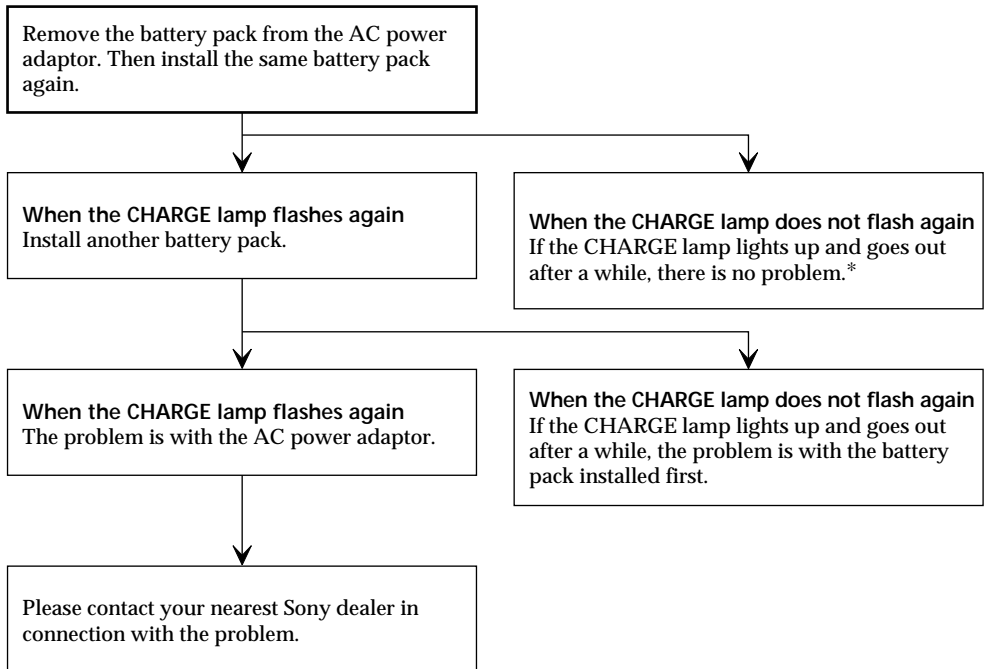 Remove the battery pack from the AC power
adaptor. Then install the same battery pack
again.
When the CHARGE lamp flashes again
Install another battery pack.
When the CHARGE lamp does not flash again
If the CHARGE lamp lights up and goes out
after a while, there is no problem.*
When the CHARGE lamp flashes again
The problem is with the AC power adaptor.
When the CHARGE lamp does not flash again
If the CHARGE lamp lights up and goes out
after a while, the problem is with the battery
pack installed first.
Please contact your nearest Sony dealer in
connection with the problem.